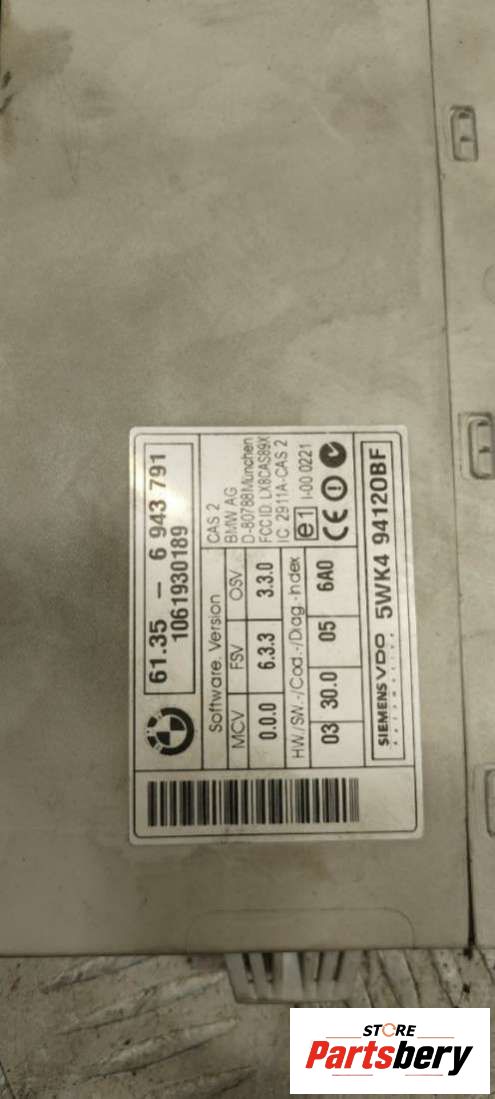 61.35 – 6 943 791
1061930189
Software. Version
MCV FSV OSV
0.0.0 6.3.3 3.3.0
HW./SW.-/Cod.-/Diag.-Index
03 30.0 05 6A0
CAS 2
BMW AG
D-80788 München
FCC ID LX8CAS89X
IC: 2911A-CAS 2
e1 I-00 0221
CE
SIEMENS VDO 5WK4 94120BF
STORE
Partsbery